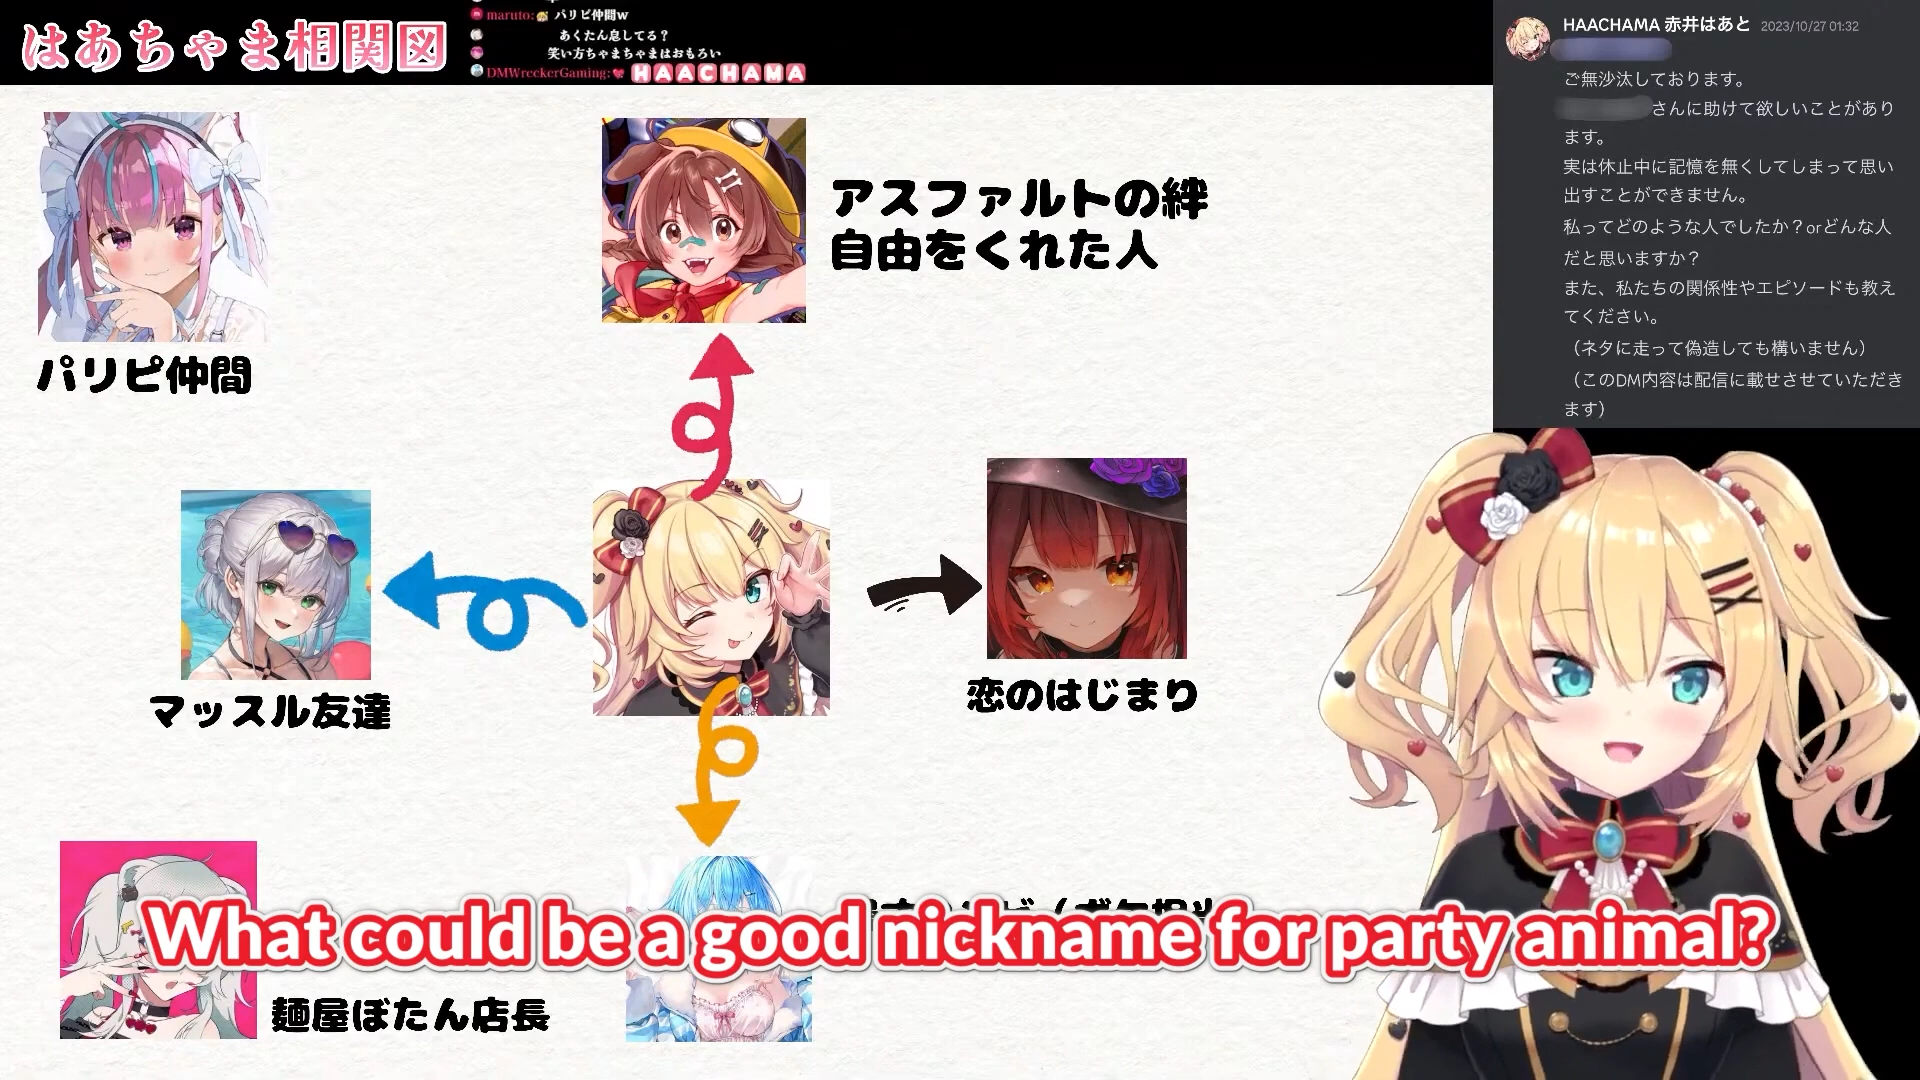 はあちゃま相関図
maruto: パリピ仲間w
あくたん息してる？
笑い方ちゃまちゃまはおもろい
DMWreckerGaming: HAACHAMA
HAACHAMA 赤井はあと 2023/10/27 01:32
ご無沙汰しております。
さんに助けて欲しいことがあり
ます。
実は休止中に記憶を無くしてしまって思い
出すことができません。
私ってどのような人でしたか？orどんな人
だと思いますか？
また、私たちの関係性やエピソードも教え
てください。
（ネタに走って偽造しても構いません）
（このDM内容は配信に載せさせていただき
ます）
アスファルトの絆
自由をくれた人
パリピ仲間
マッスル友達
恋のはじまり
What could be a good nickname for party animal?
麺屋ぼたん店長